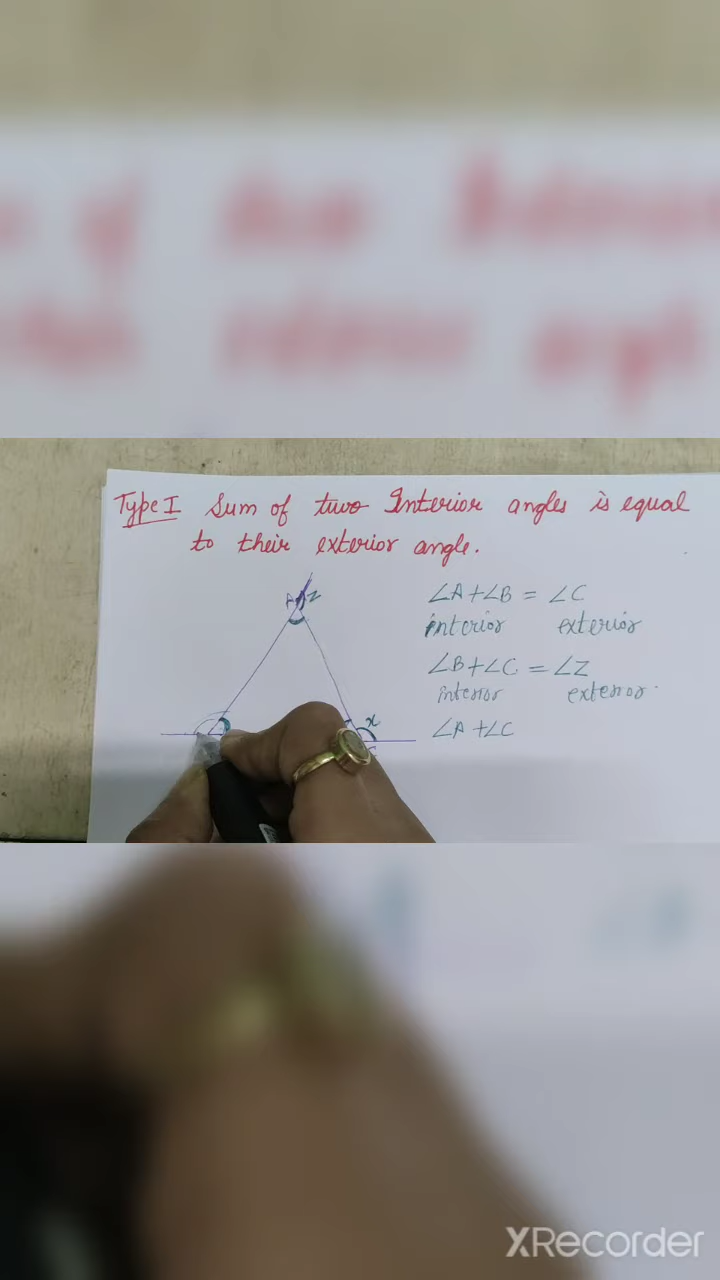 Type I Sum of two Interior angles is equal
to their exterior angle.
A Z
∠A+∠B = ∠C
interior exterior
∠B+∠C = ∠Z
interior exterior.
x
∠A+∠C
XRecorder